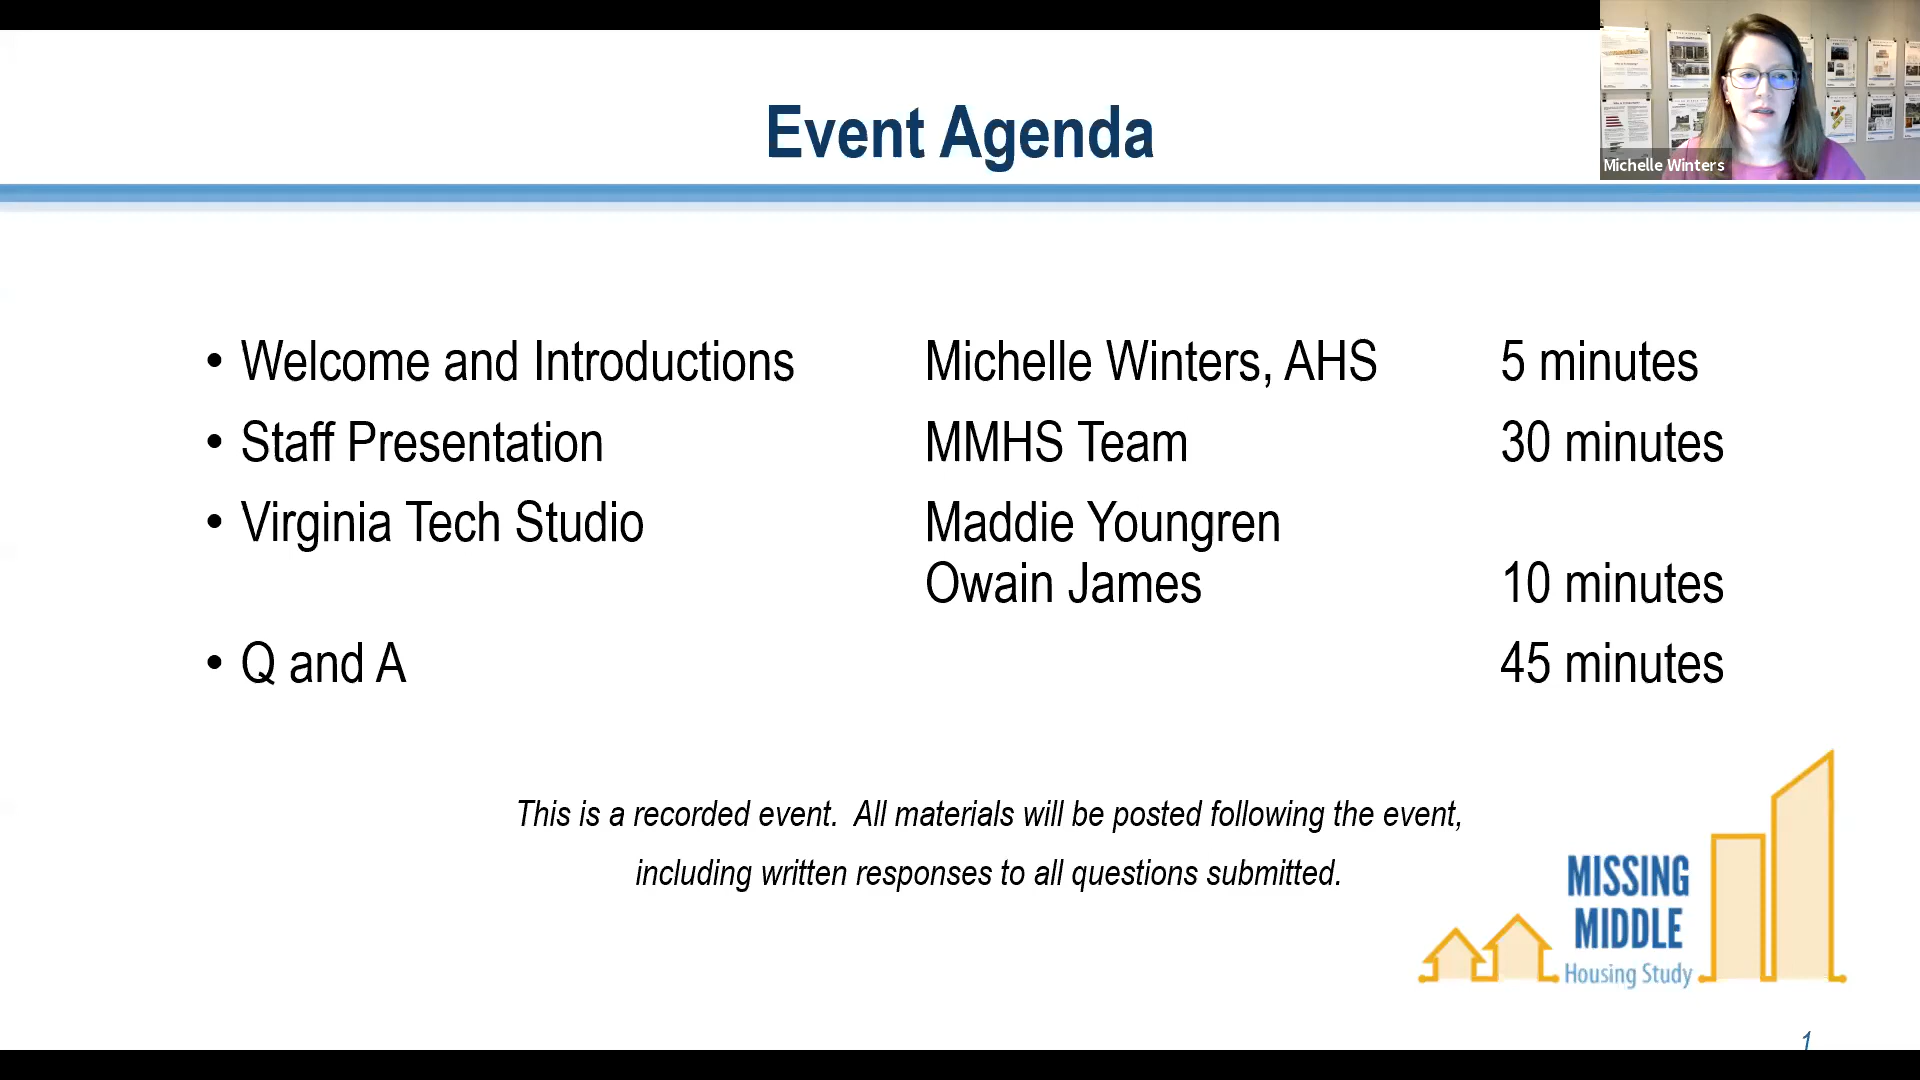 Event Agenda
Michelle Winters
• Welcome and Introductions Michelle Winters, AHS 5 minutes
• Staff Presentation MMHS Team 30 minutes
• Virginia Tech Studio Maddie Youngren
Owain James 10 minutes
• Q and A 45 minutes
This is a recorded event. All materials will be posted following the event,
including written responses to all questions submitted.
MISSING
MIDDLE
Housing Study
1